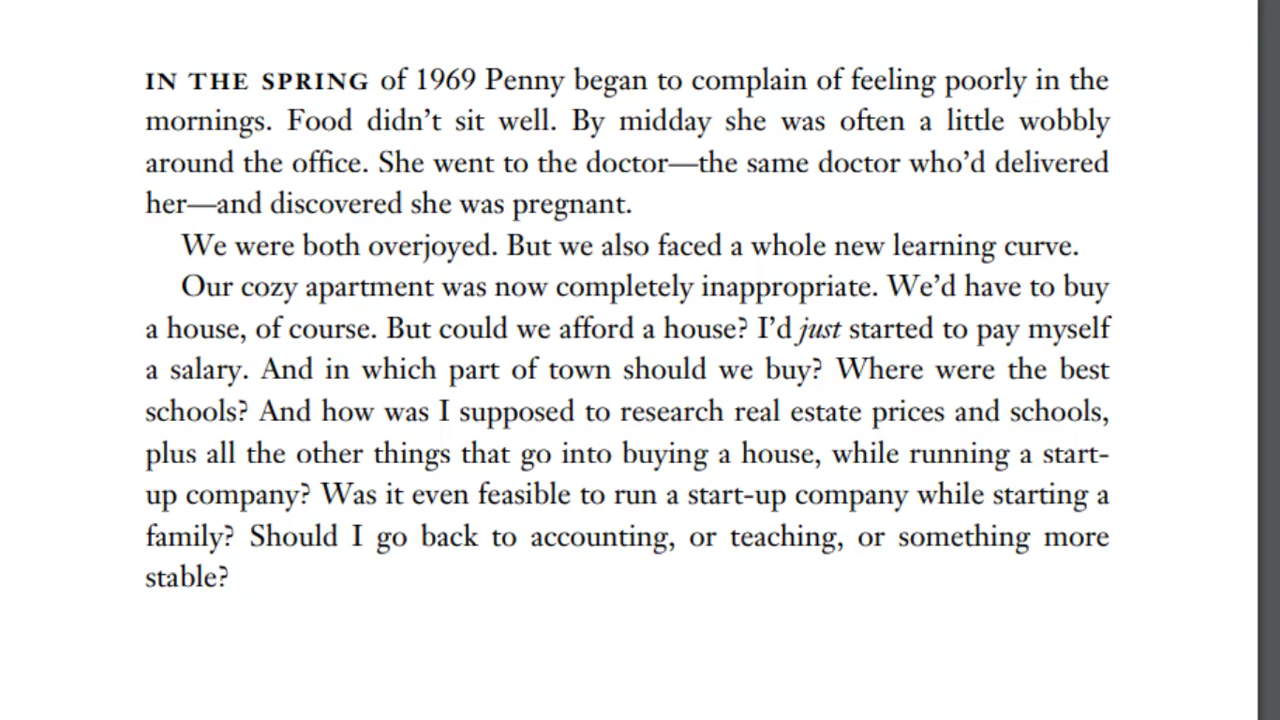 IN THE SPRING of 1969 Penny began to complain of feeling poorly in the
mornings. Food didn’t sit well. By midday she was often a little wobbly
around the office. She went to the doctor—the same doctor who’d delivered
her—and discovered she was pregnant.
We were both overjoyed. But we also faced a whole new learning curve.
Our cozy apartment was now completely inappropriate. We’d have to buy
a house, of course. But could we afford a house? I’d just started to pay myself
a salary. And in which part of town should we buy? Where were the best
schools? And how was I supposed to research real estate prices and schools,
plus all the other things that go into buying a house, while running a start-
up company? Was it even feasible to run a start-up company while starting a
family? Should I go back to accounting, or teaching, or something more
stable?